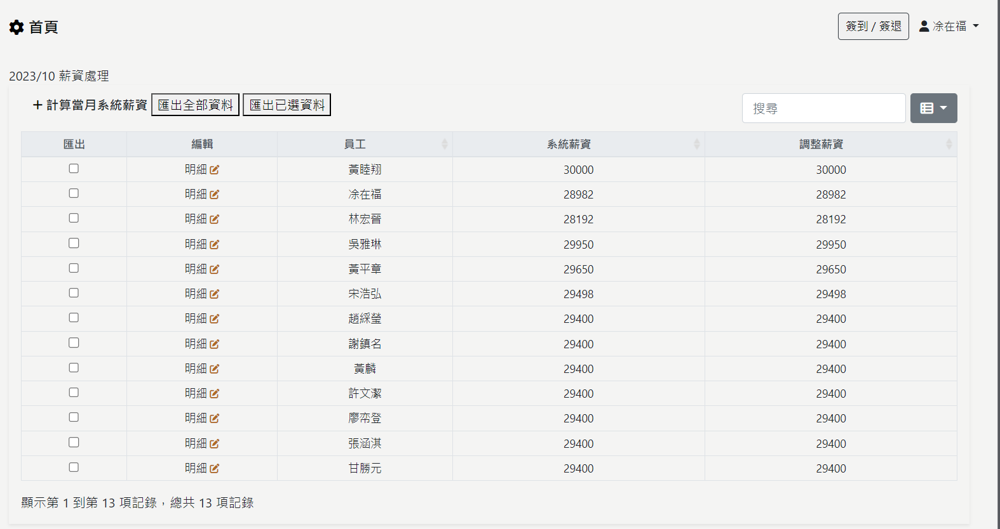 首頁
簽到 / 簽退 凃在福
2023/10 薪資處理
計算當月系統薪資 匯出全部資料 匯出已選資料 搜尋
匯出 編輯 員工 系統薪資 調整薪資
明細 黃睦翔 30000 30000
明細 凃在福 28982 28982
明細 林宏晉 28192 28192
明細 吳雅琳 29950 29950
明細 黃平章 29650 29650
明細 宋浩弘 29498 29498
明細 趙綵瑩 29400 29400
明細 謝鎮名 29400 29400
明細 黃麟 29400 29400
明細 許文潔 29400 29400
明細 廖帟登 29400 29400
明細 張涵淇 29400 29400
明細 甘勝元 29400 29400
顯示第 1 到第 13 項記錄，總共 13 項記錄